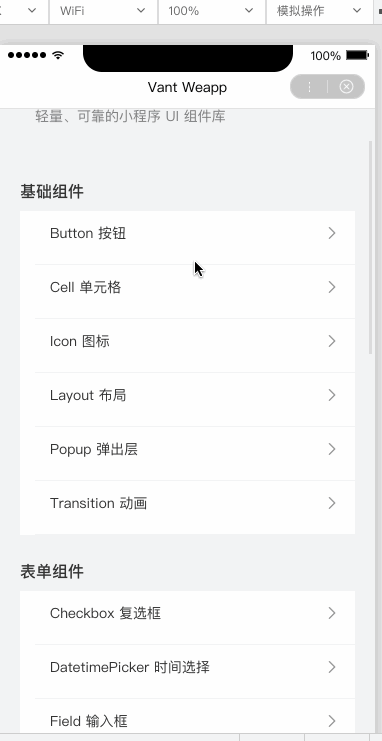 WiFi
100%
模拟操作
100%
Vant Weapp
轻量、可靠的小程序 UI 组件库
基础组件
Button 按钮
Cell 单元格
Icon 图标
Layout 布局
Popup 弹出层
Transition 动画
表单组件
Checkbox 复选框
DatetimePicker 时间选择
Field 输入框